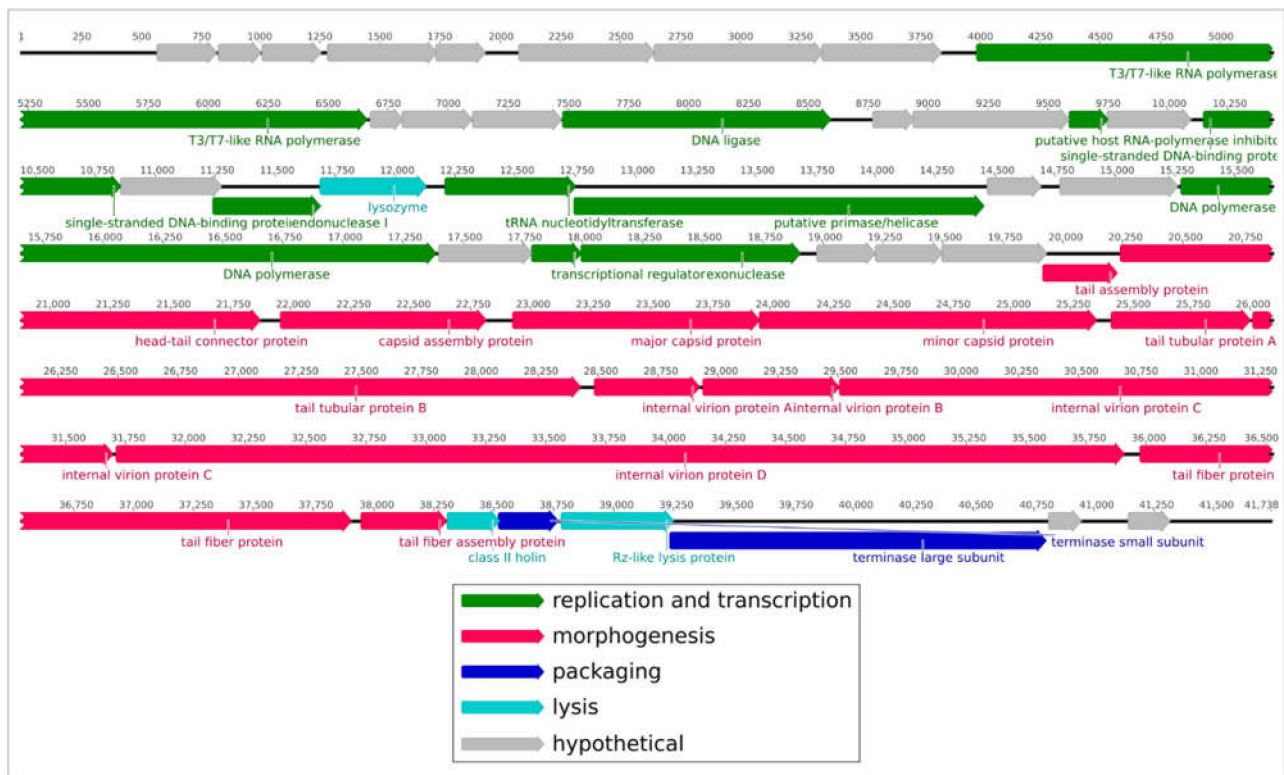 1 250 500 750 1000 1250 1500 1750 2000 2250 2500 2750 3000 3250 3500 3750 4000 4250 4500 4750 5000
T3/T7-like RNA polymerase
5250 5500 5750 6000 6250 6500 6750 7000 7250 7500 7750 8000 8250 8500 8750 9000 9250 9500 9750 10,000 10,250
T3/T7-like RNA polymerase DNA ligase putative host RNA-polymerase inhibito
single-stranded DNA-binding prote
10,500 10,750 11,000 11,250 11,500 11,750 12,000 12,250 12,500 12,750 13,000 13,250 13,500 13,750 14,000 14,250 14,500 14,750 15,000 15,250 15,500
lysozyme DNA polymerase
single-stranded DNA-binding protein endonuclease I tRNA nucleotidyltransferase putative primase/helicase
15,750 16,000 16,250 16,500 16,750 17,000 17,250 17,500 17,750 18,000 18,250 18,500 18,750 19,000 19,250 19,500 19,750 20,000 20,250 20,500 20,750
DNA polymerase transcriptional regulator exonuclease tail assembly protein
21,000 21,250 21,500 21,750 22,000 22,250 22,500 22,750 23,000 23,250 23,500 23,750 24,000 24,250 24,500 24,750 25,000 25,250 25,500 25,750 26,000
head-tail connector protein capsid assembly protein major capsid protein minor capsid protein tail tubular protein A
26,250 26,500 26,750 27,000 27,250 27,500 27,750 28,000 28,250 28,500 28,750 29,000 29,250 29,500 29,750 30,000 30,250 30,500 30,750 31,000 31,250
tail tubular protein B internal virion protein A internal virion protein B internal virion protein C
31,500 31,750 32,000 32,250 32,500 32,750 33,000 33,250 33,500 33,750 34,000 34,250 34,500 34,750 35,000 35,250 35,500 35,750 36,000 36,250 36,500
internal virion protein C internal virion protein D tail fiber protein
36,750 37,000 37,250 37,500 37,750 38,000 38,250 38,500 38,750 39,000 39,250 39,500 39,750 40,000 40,250 40,500 40,750 41,000 41,250 41,500 41,738
tail fiber protein tail fiber assembly protein terminase small subunit
class II holin Rz-like lysis protein terminase large subunit
replication and transcription
morphogenesis
packaging
lysis
hypothetical